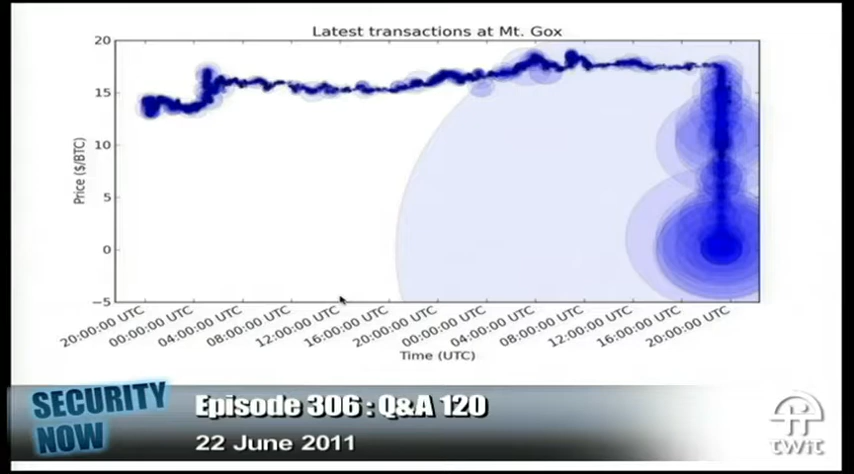 Latest transactions at Mt. Gox
20
15
10
5
0
−5
Price ($/BTC)
20:00:00 UTC
00:00:00 UTC
04:00:00 UTC
08:00:00 UTC
12:00:00 UTC
16:00:00 UTC
20:00:00 UTC
00:00:00 UTC
04:00:00 UTC
08:00:00 UTC
12:00:00 UTC
16:00:00 UTC
20:00:00 UTC
Time (UTC)
SECURITY
NOW
Episode 306 : Q&A 120
22 June 2011
twit